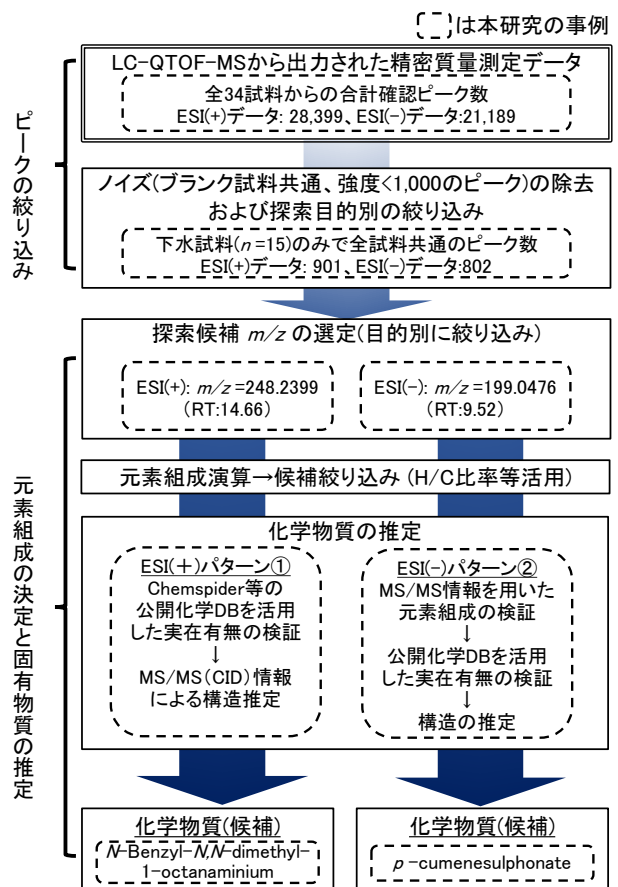 は本研究の事例
LC-QTOF-MSから出力された精密質量測定データ
全34試料からの合計確認ピーク数
ESI(+)データ: 28,399、ESI(−)データ:21,189
ノイズ(ブランク試料共通、強度<1,000のピーク)の除去
および探索目的別の絞り込み
下水試料(n=15)のみで全試料共通のピーク数
ESI(+)データ: 901、ESI(−)データ:802
ピークの絞り込み
探索候補 m/z の選定(目的別に絞り込み)
ESI(+): m/z=248.2399
(RT:14.66)
ESI(−): m/z=199.0476
(RT:9.52)
元素組成演算→候補絞り込み (H/C比率等活用)
化学物質の推定
ESI(＋)パターン①
Chemspider等の
公開化学DBを活用
した実在有無の検証
↓
MS/MS(CID)情報
による構造推定
ESI(−)パターン②
MS/MS情報を用いた
元素組成の検証
↓
公開化学DBを活用
した実在有無の検証
↓
構造の推定
元素組成の決定と固有物質の推定
化学物質(候補)
N-Benzyl-N,N-dimethyl-
1-octanaminium
化学物質(候補)
p-cumenesulphonate